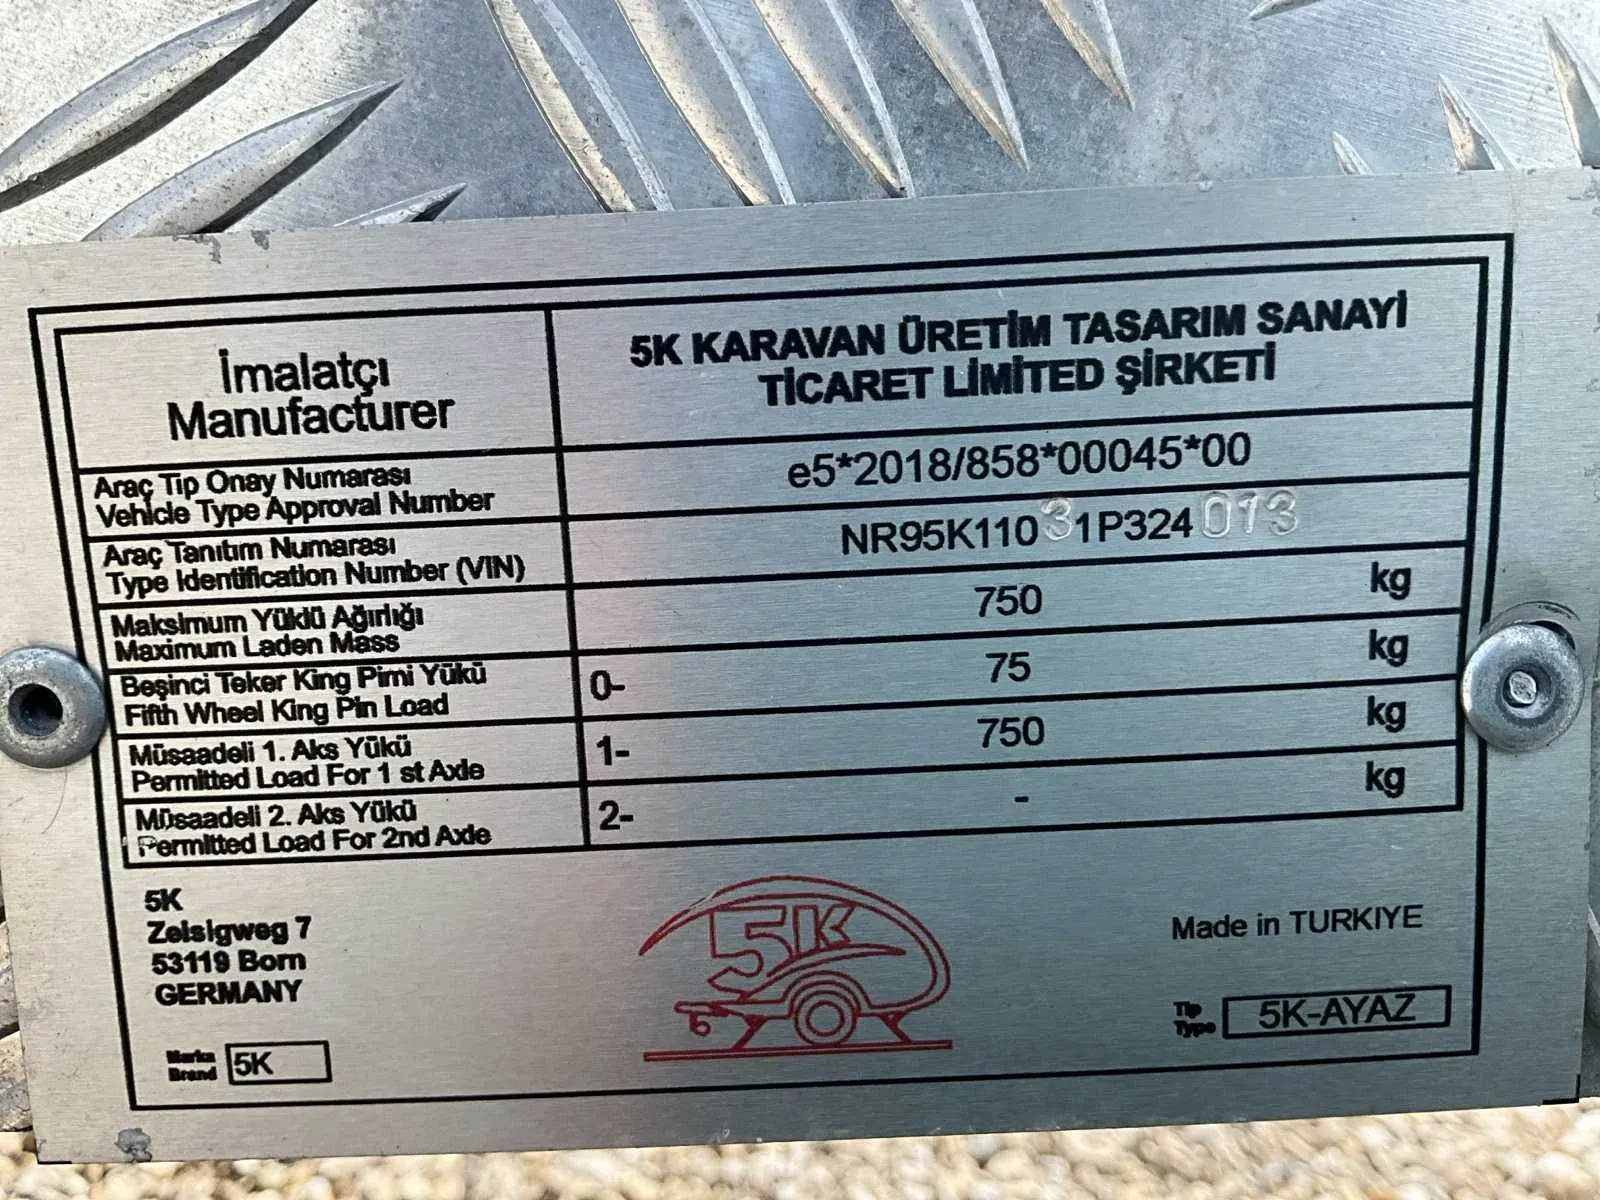 İmalatçı
Manufacturer
5K KARAVAN ÜRETİM TASARIM SANAYİ
TİCARET LİMİTED ŞİRKETİ
Araç Tip Onay Numarası
Vehicle Type Approval Number
e5*2018/858*00045*00
Araç Tanıtım Numarası
Type Identification Number (VIN)
NR95K11031P324013
Maksimum Yüklü Ağırlığı
Maximum Laden Mass
750 kg
Beşinci Teker King Pimi Yükü
Fifth Wheel King Pin Load
0- 75 kg
Müsaadeli 1. Aks Yükü
Permitted Load For 1 st Axle
1- 750 kg
Müsaadeli 2. Aks Yükü
Permitted Load For 2nd Axle
2- - kg
5K
Zeisigweg 7
53119 Born
GERMANY
Marka
Brand
5K
5K
Made in TURKIYE
Tip
Type
5K-AYAZ